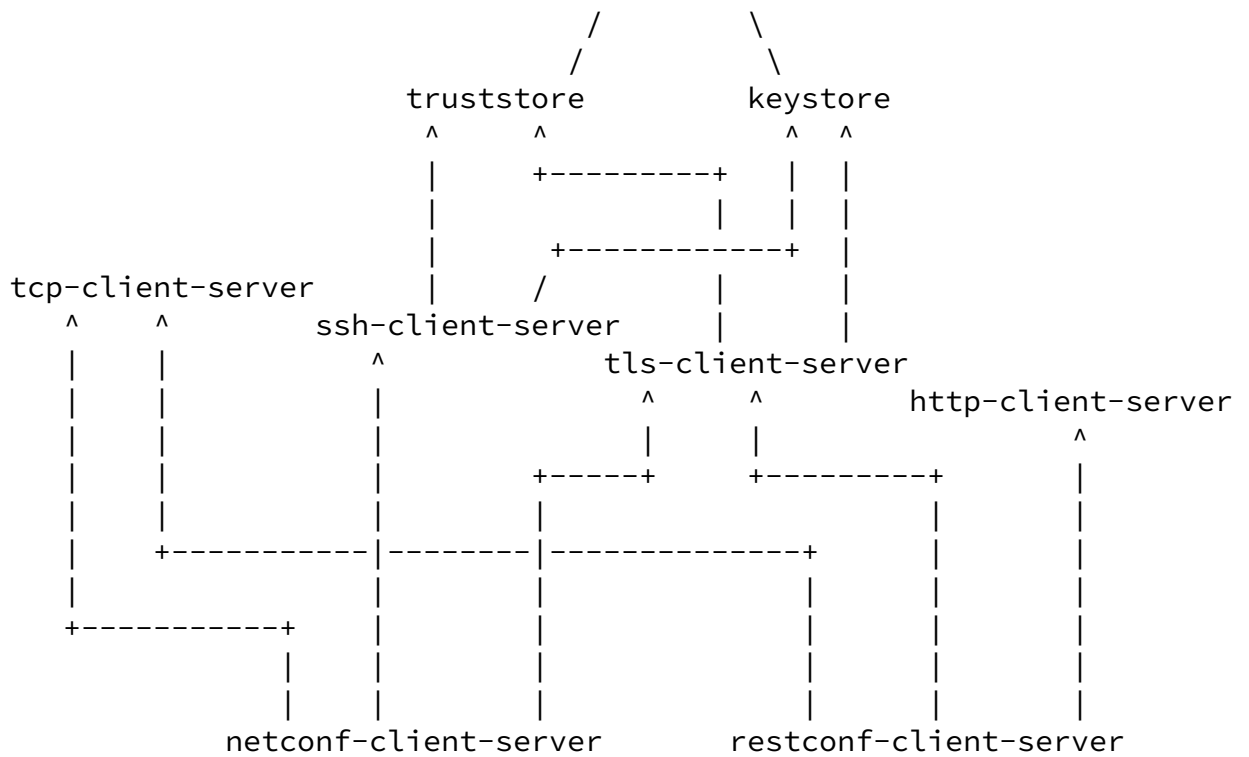 truststore keystore
tcp-client-server
ssh-client-server
tls-client-server
http-client-server
netconf-client-server restconf-client-server